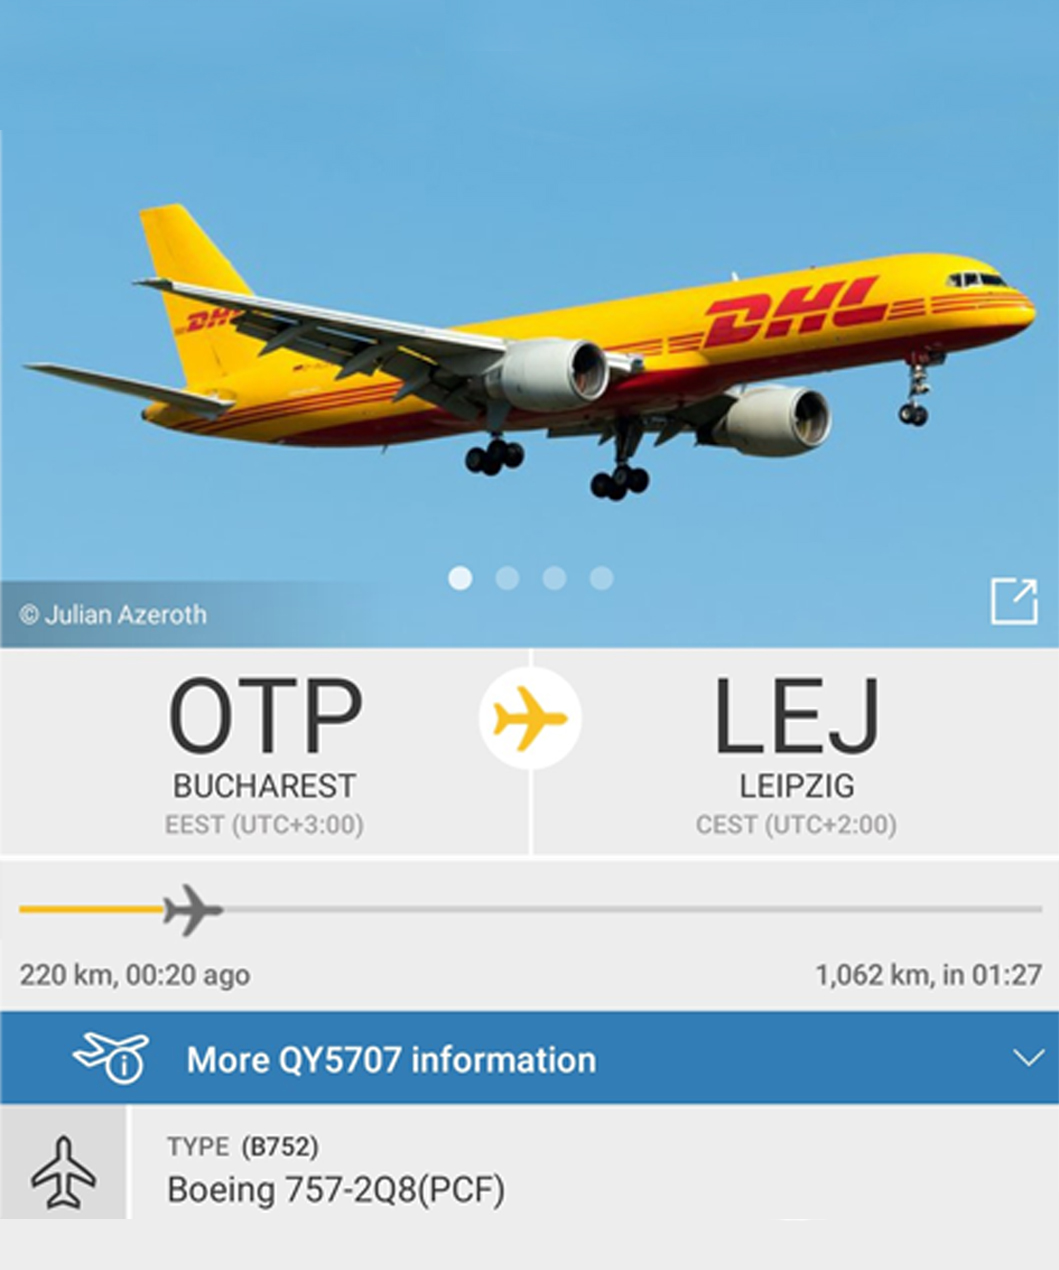 DHL
DHL
© Julian Azeroth
OTP
BUCHAREST
EEST (UTC+3:00)
LEJ
LEIPZIG
CEST (UTC+2:00)
220 km, 00:20 ago
1,062 km, in 01:27
More QY5707 information
TYPE (B752)
Boeing 757-2Q8(PCF)